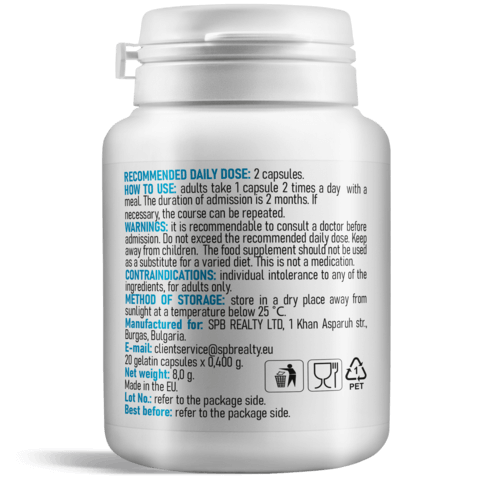 RECOMMENDED DAILY DOSE: 2 capsules.
HOW TO USE: adults take 1 capsule 2 times a day with a
meal. The duration of admission is 2 months. If
necessary, the course can be repeated.
WARNINGS: it is recommendable to consult a doctor before
admission. Do not exceed the recommended daily dose. Keep
away from children. The food supplement should not be used
as a substitute for a varied diet. This is not a medication.
CONTRAINDICATIONS: individual intolerance to any of the
ingredients, for adults only.
METHOD OF STORAGE: store in a dry place away from
sunlight at a temperature below 25 °C.
Manufactured for: SPB REALTY LTD, 1 Khan Asparuh str.,
Burgas, Bulgaria.
E-mail: clientservice@spbrealty.eu
20 gelatin capsules x 0,400 g.
Net weight: 8,0 g.
Made in the EU.
Lot No.: refer to the package side.
Best before: refer to the package side.
1
PET